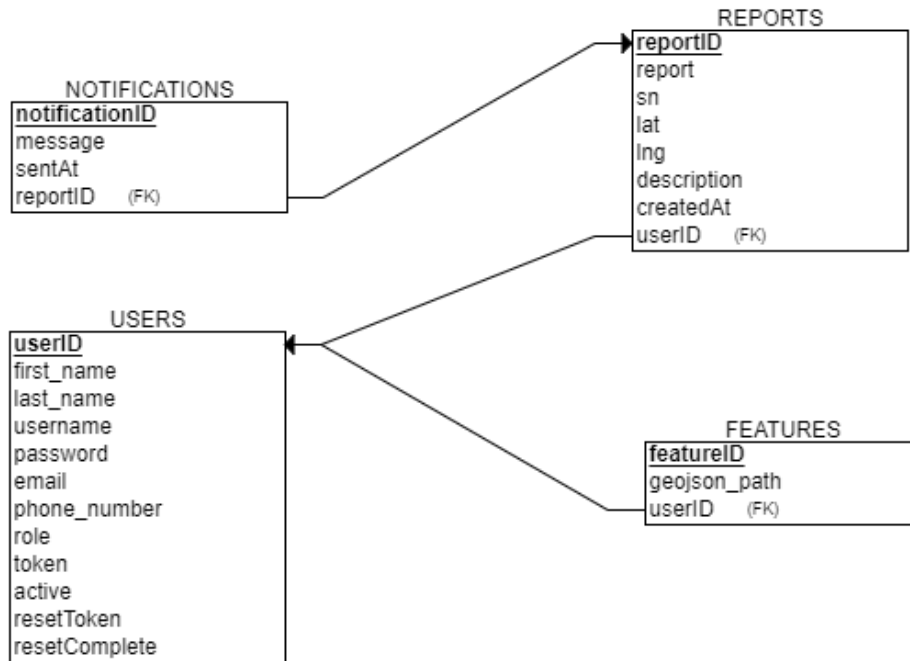 NOTIFICATIONS
notificationID
message
sentAt
reportID (FK)
REPORTS
reportID
report
sn
lat
lng
description
createdAt
userID (FK)
USERS
userID
first_name
last_name
username
password
email
phone_number
role
token
active
resetToken
resetComplete
FEATURES
featureID
geojson_path
userID (FK)